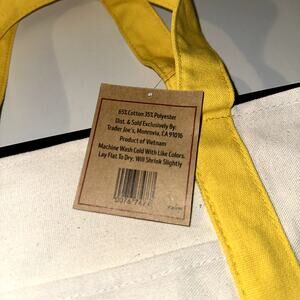 65% Cotton 35% Polyester
Dist. & Sold Exclusively By:
Trader Joe's, Monrovia, CA 91016
Product of Vietnam
Machine Wash Cold With Like Colors.
Lay Flat To Dry; Will Shrink Slightly